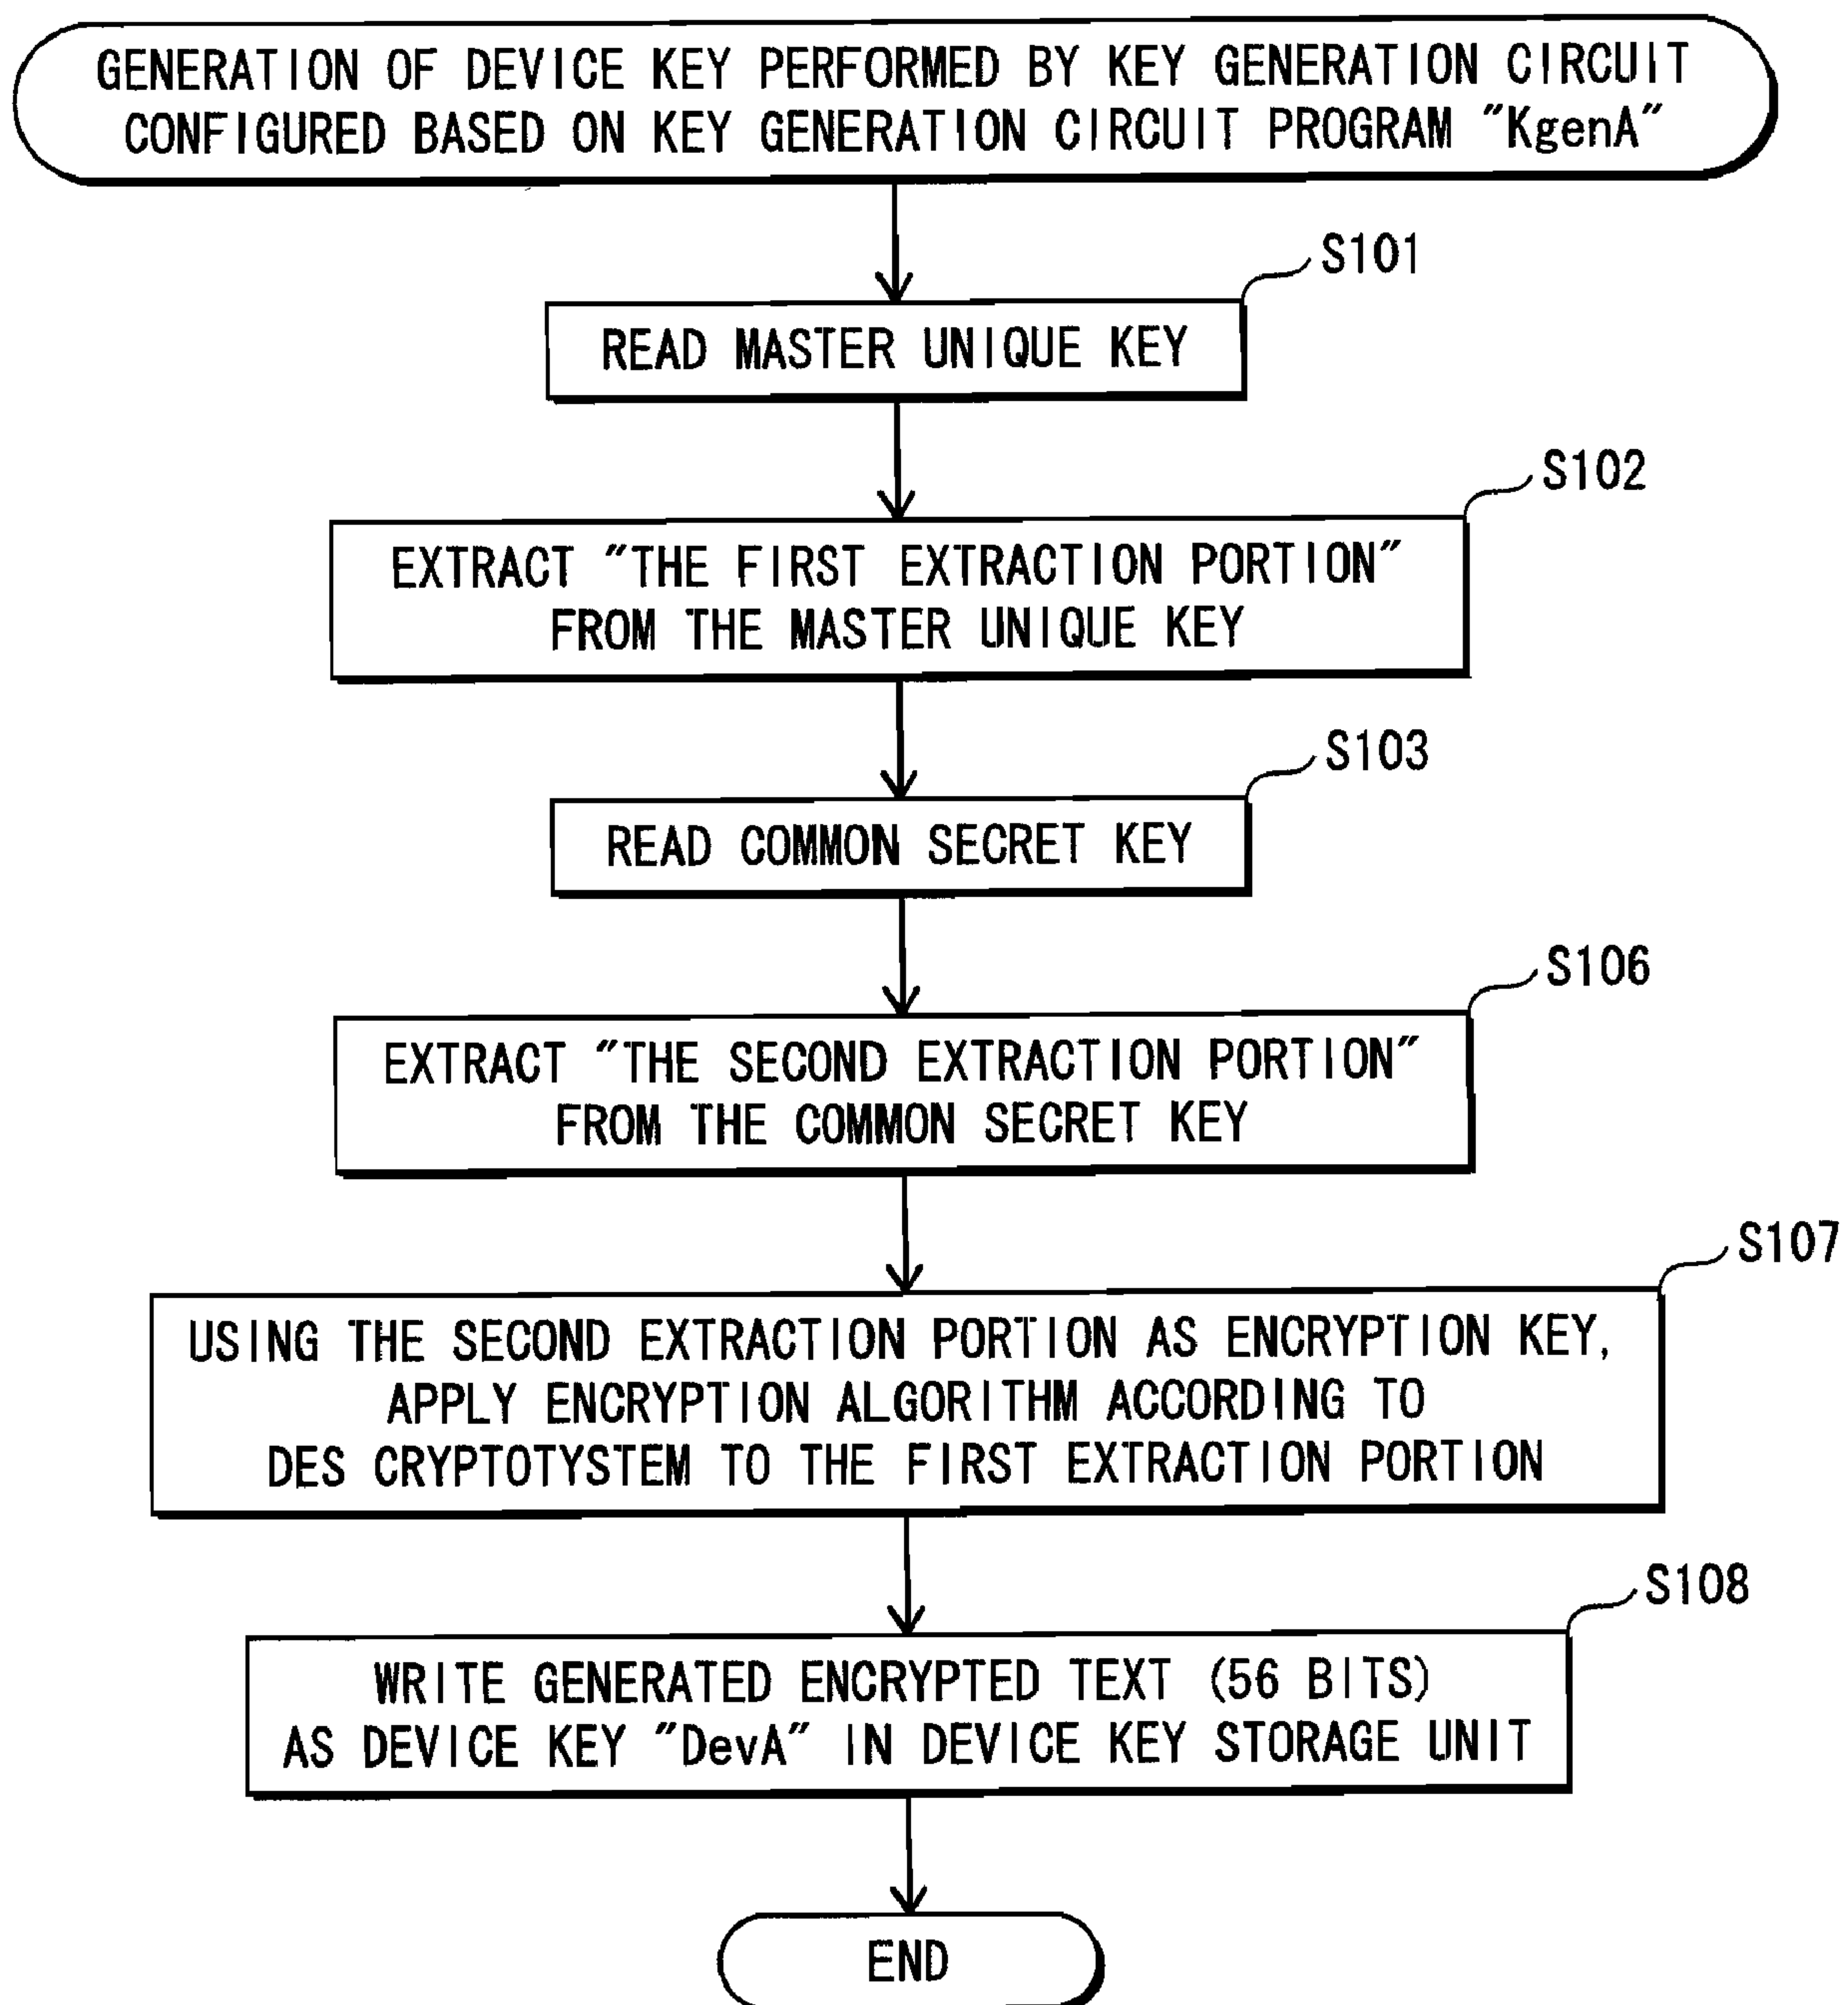 GENERATION OF DEVICE KEY PERFORMED BY KEY GENERATION CIRCUIT
CONFIGURED BASED ON KEY GENERATION CIRCUIT PROGRAM "KgenA"
S101
READ MASTER UNIQUE KEY
S102
EXTRACT "THE FIRST EXTRACTION PORTION"
FROM THE MASTER UNIQUE KEY
S103
READ COMMON SECRET KEY
S106
EXTRACT "THE SECOND EXTRACTION PORTION"
FROM THE COMMON SECRET KEY
S107
USING THE SECOND EXTRACTION PORTION AS ENCRYPTION KEY,
APPLY ENCRYPTION ALGORITHM ACCORDING TO
DES CRYPTOTYSTEM TO THE FIRST EXTRACTION PORTION
S108
WRITE GENERATED ENCRYPTED TEXT (56 BITS)
AS DEVICE KEY "DevA" IN DEVICE KEY STORAGE UNIT
END